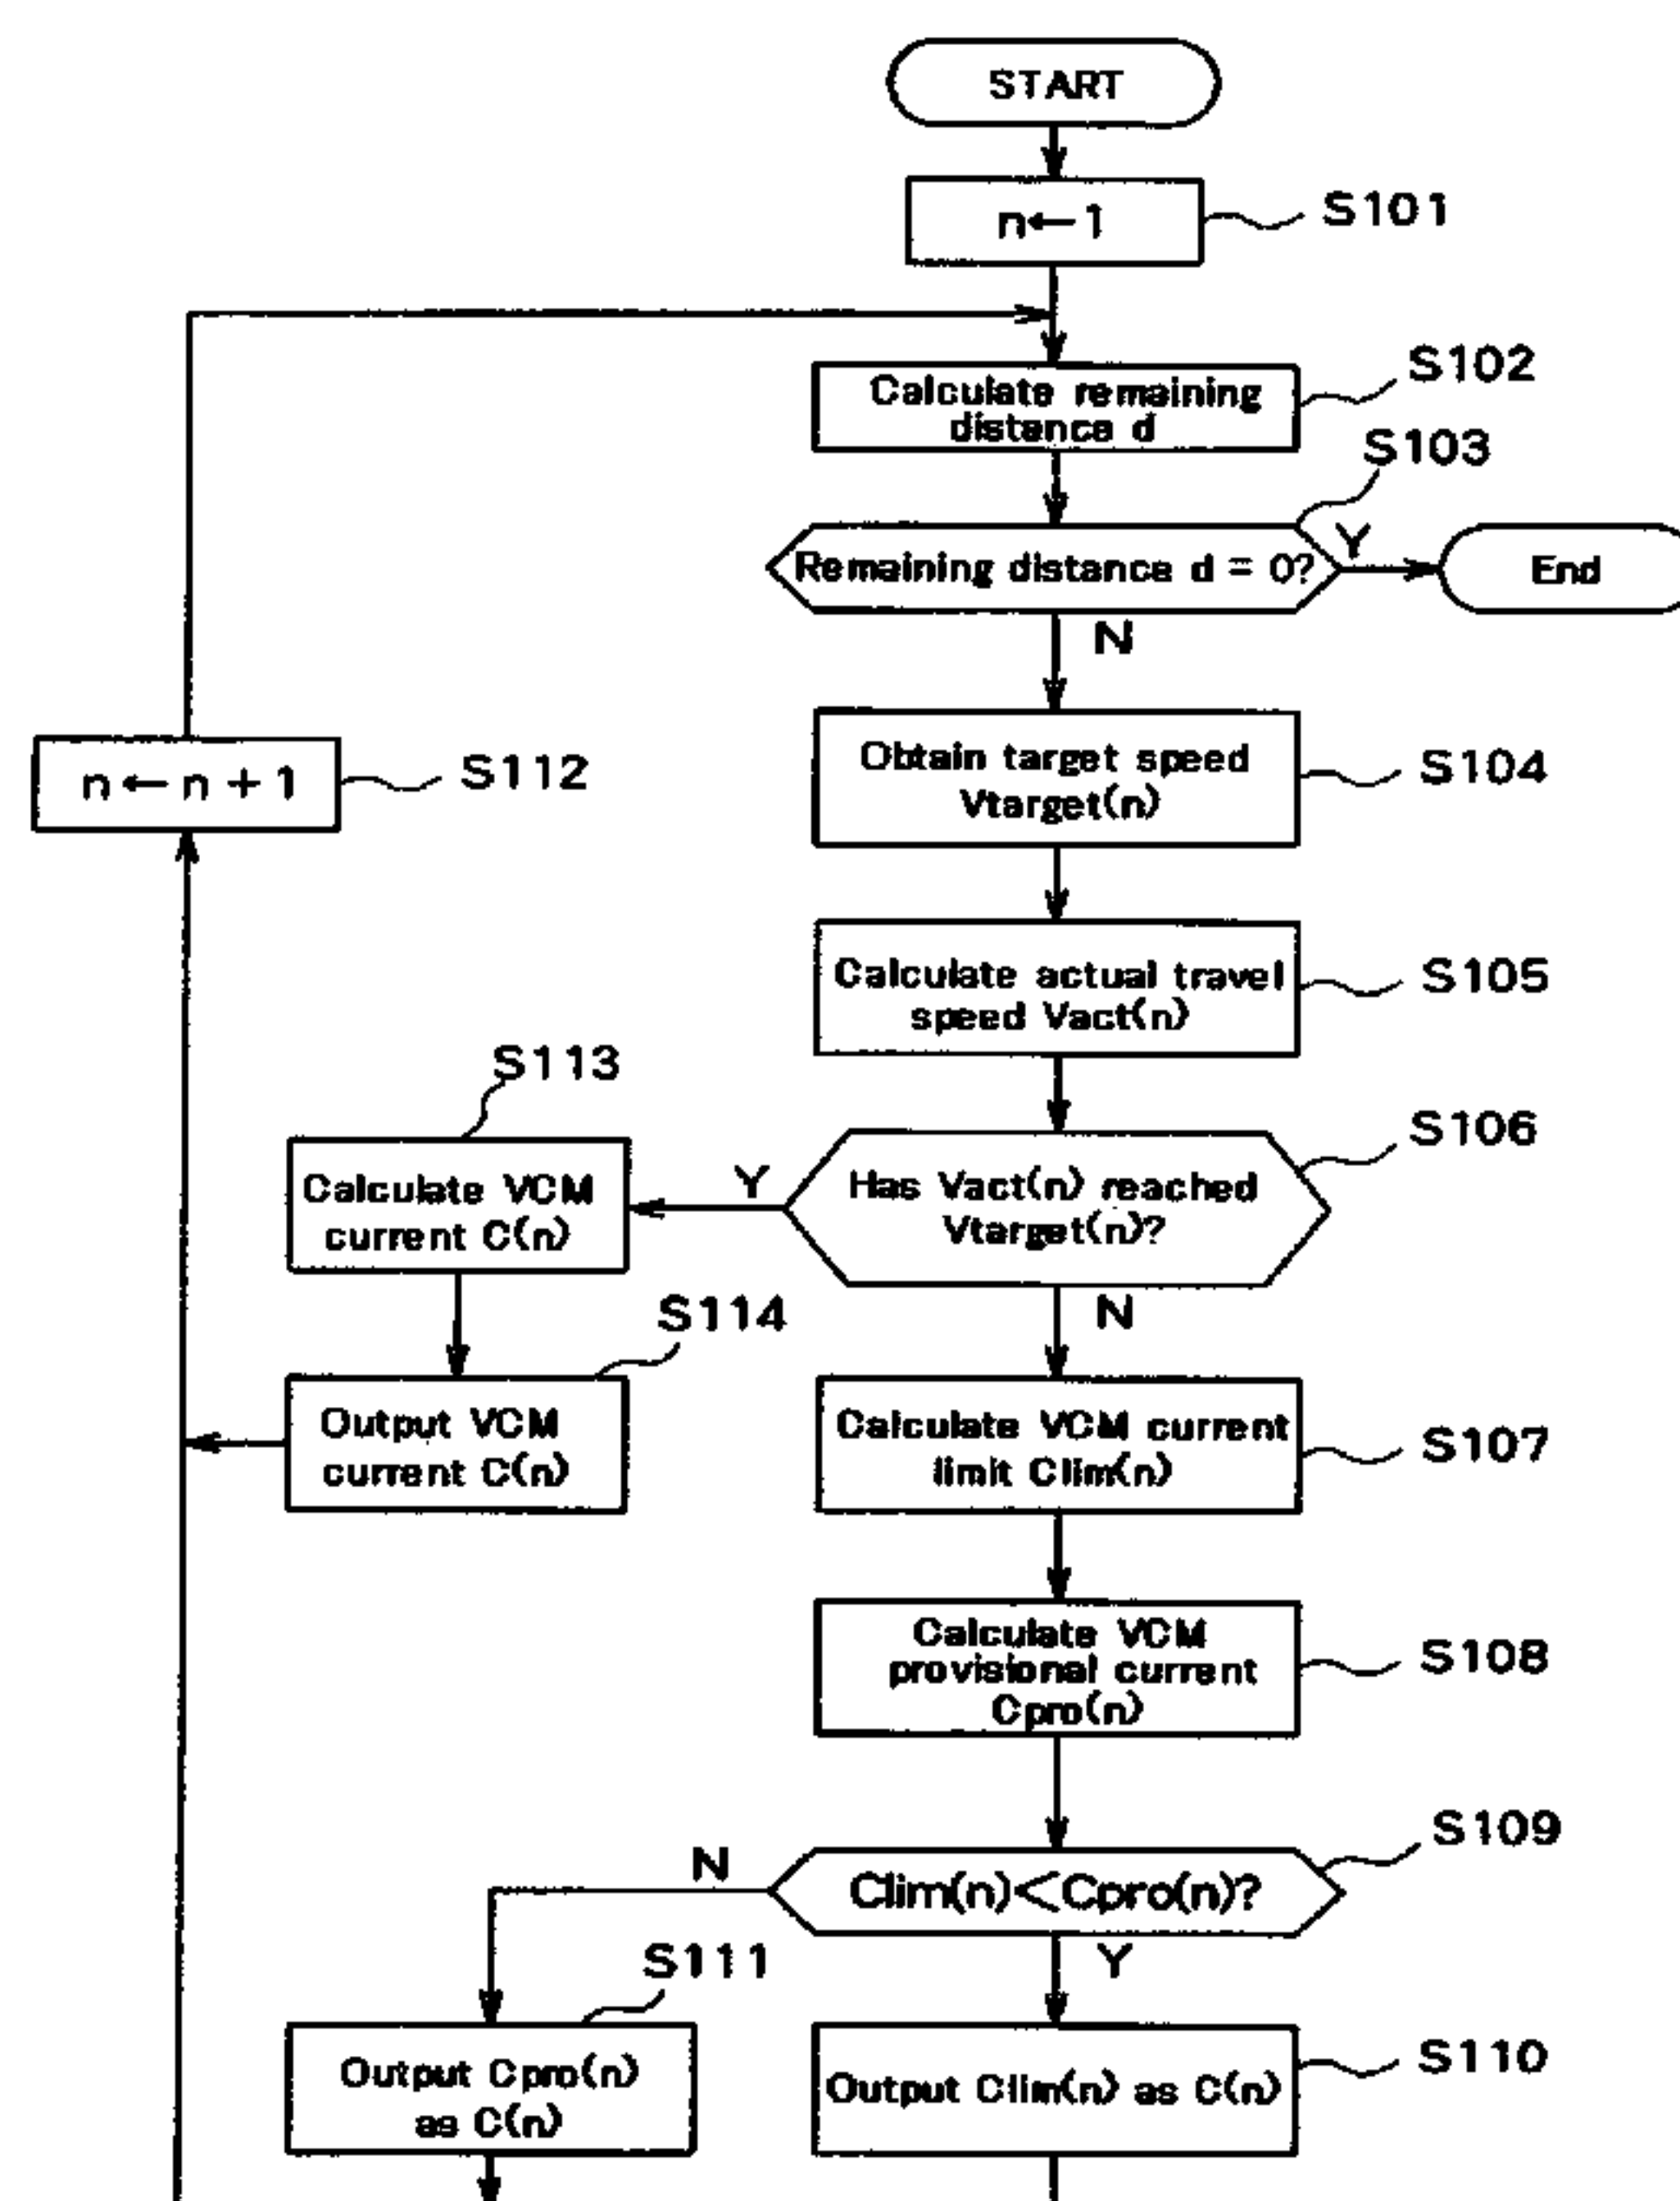 START
n←1
S101
S102
Calculate remaining
distance d
S103
Remaining distance d = 0?
Y
End
N
n ← n + 1
S112
Obtain target speed
Vtarget(n)
S104
Calculate actual travel
speed Vact(n)
S105
S113
S106
Calculate VCM
current C(n)
Y
Has Vact(n) reached
Vtarget(n)?
N
S114
Output VCM
current C(n)
Calculate VCM current
limit Clim(n)
S107
Calculate VCM
provisional current
Cpro(n)
S108
S109
N
Clim(n)<Cpro(n)?
Y
S111
Output Cpro(n)
as C(n)
Output Clim(n) as C(n)
S110